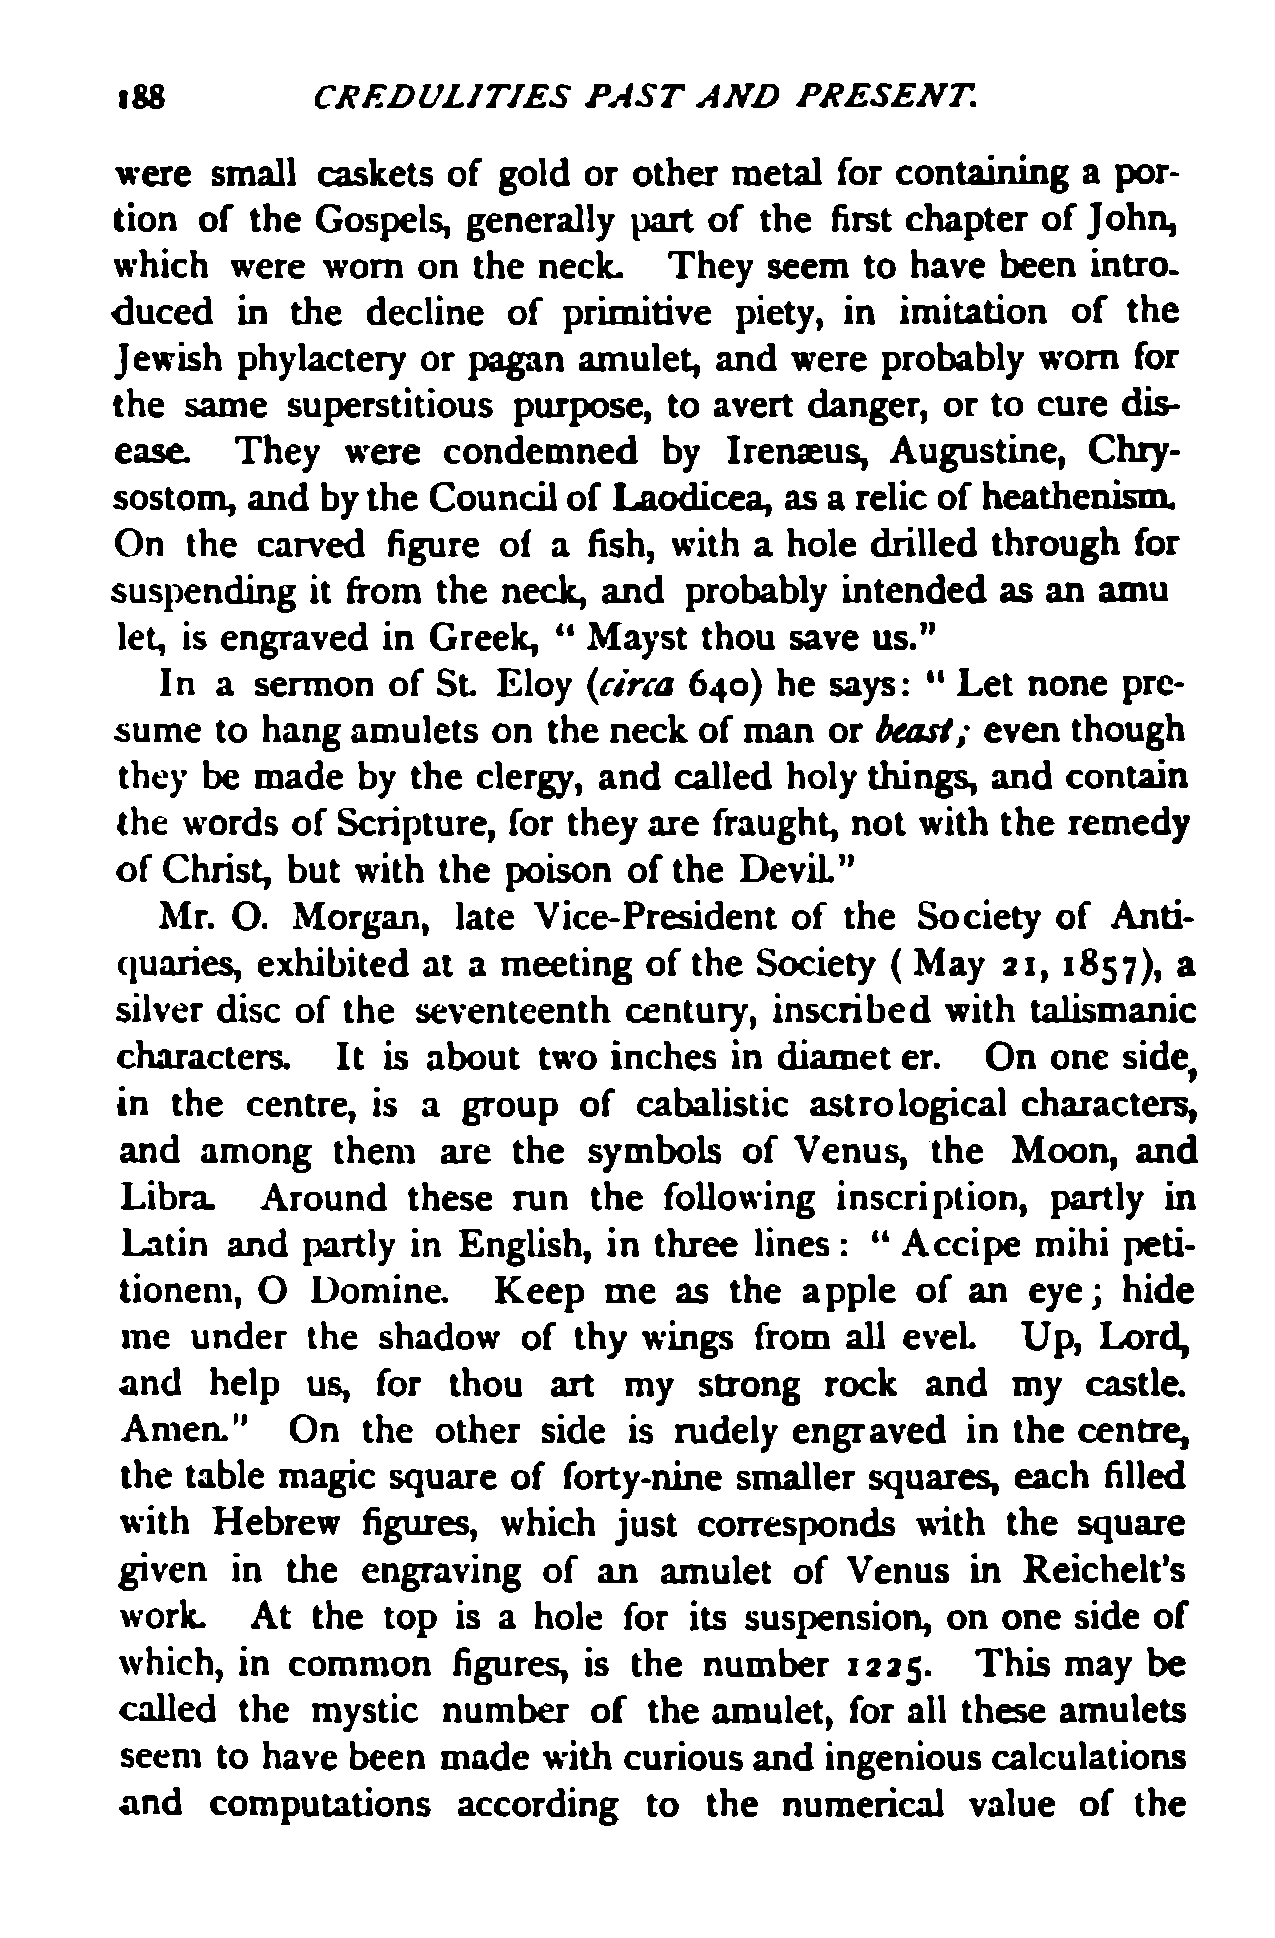 188 CREDULITIES PAST AND PRESENT.
were small caskets of gold or other metal for containing a por-
tion of the Gospels, generally part of the first chapter of John,
which were worn on the neck. They seem to have been intro-
duced in the decline of primitive piety, in imitation of the
Jewish phylactery or pagan amulet, and were probably worn for
the same superstitious purpose, to avert danger, or to cure dis-
ease. They were condemned by Irenæus, Augustine, Chry-
sostom, and by the Council of Laodicea, as a relic of heathenism.
On the carved figure of a fish, with a hole drilled through for
suspending it from the neck, and probably intended as an amu
let, is engraved in Greek, “ Mayst thou save us.”
In a sermon of St. Eloy (circa 640) he says: “ Let none pre-
sume to hang amulets on the neck of man or beast; even though
they be made by the clergy, and called holy things, and contain
the words of Scripture, for they are fraught, not with the remedy
of Christ, but with the poison of the Devil.”
Mr. O. Morgan, late Vice-President of the Society of Anti-
quaries, exhibited at a meeting of the Society ( May 21, 1857), a
silver disc of the seventeenth century, inscribed with talismanic
characters. It is about two inches in diamet er. On one side,
in the centre, is a group of cabalistic astrological characters,
and among them are the symbols of Venus, the Moon, and
Libra. Around these run the following inscription, partly in
Latin and partly in English, in three lines : “ Accipe mihi peti-
tionem, O Domine. Keep me as the apple of an eye ; hide
me under the shadow of thy wings from all evel. Up, Lord,
and help us, for thou art my strong rock and my castle.
Amen.” On the other side is rudely engraved in the centre,
the table magic square of forty-nine smaller squares, each filled
with Hebrew figures, which just corresponds with the square
given in the engraving of an amulet of Venus in Reichelt's
work. At the top is a hole for its suspension, on one side of
which, in common figures, is the number 1225. This may be
called the mystic number of the amulet, for all these amulets
seem to have been made with curious and ingenious calculations
and computations according to the numerical value of the